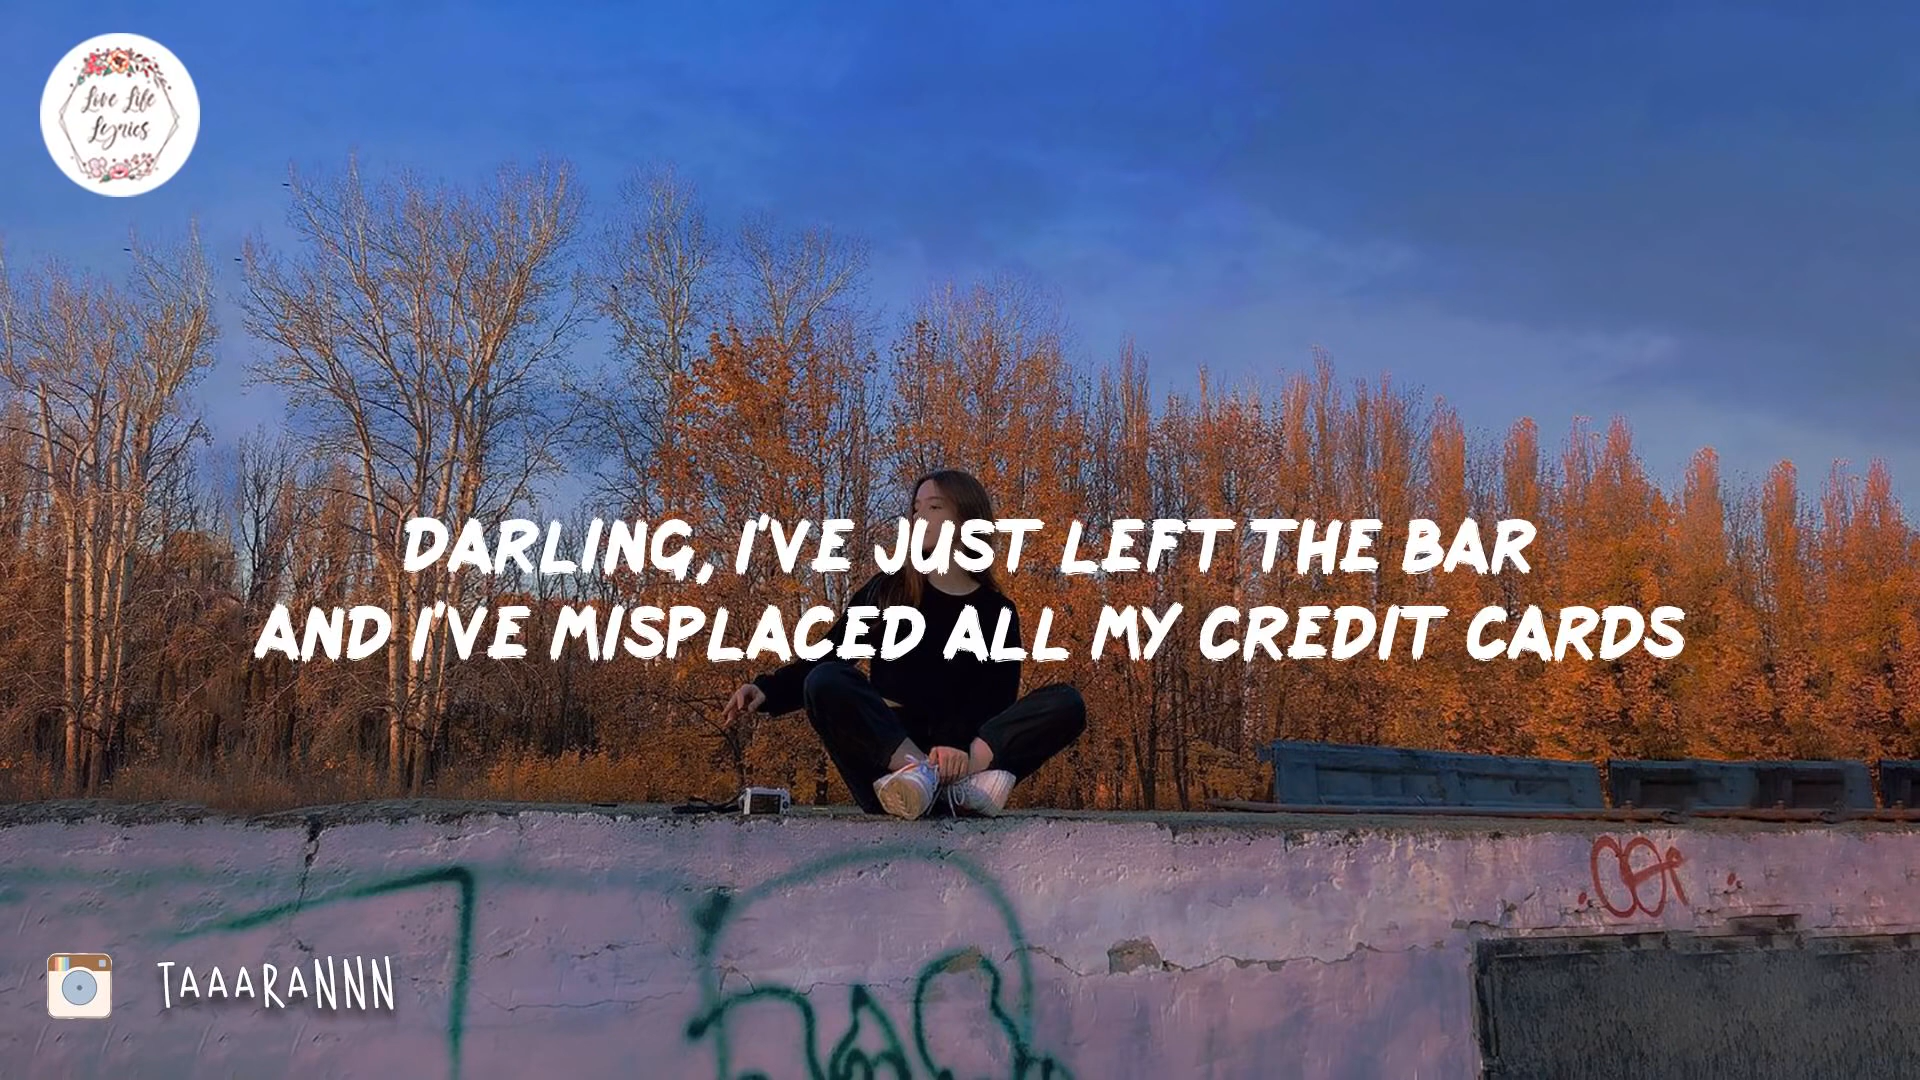 Love Life
Lyrics
DARLING, I'VE JUST LEFT THE BAR
AND I'VE MISPLACED ALL MY CREDIT CARDS
TAAARANNN